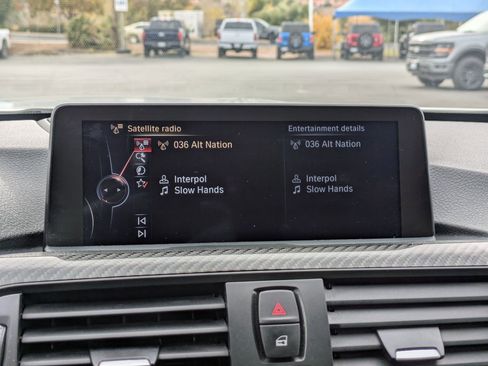 Satellite radio
036 Alt Nation
Interpol
Slow Hands
Entertainment details
036 Alt Nation
Interpol
Slow Hands